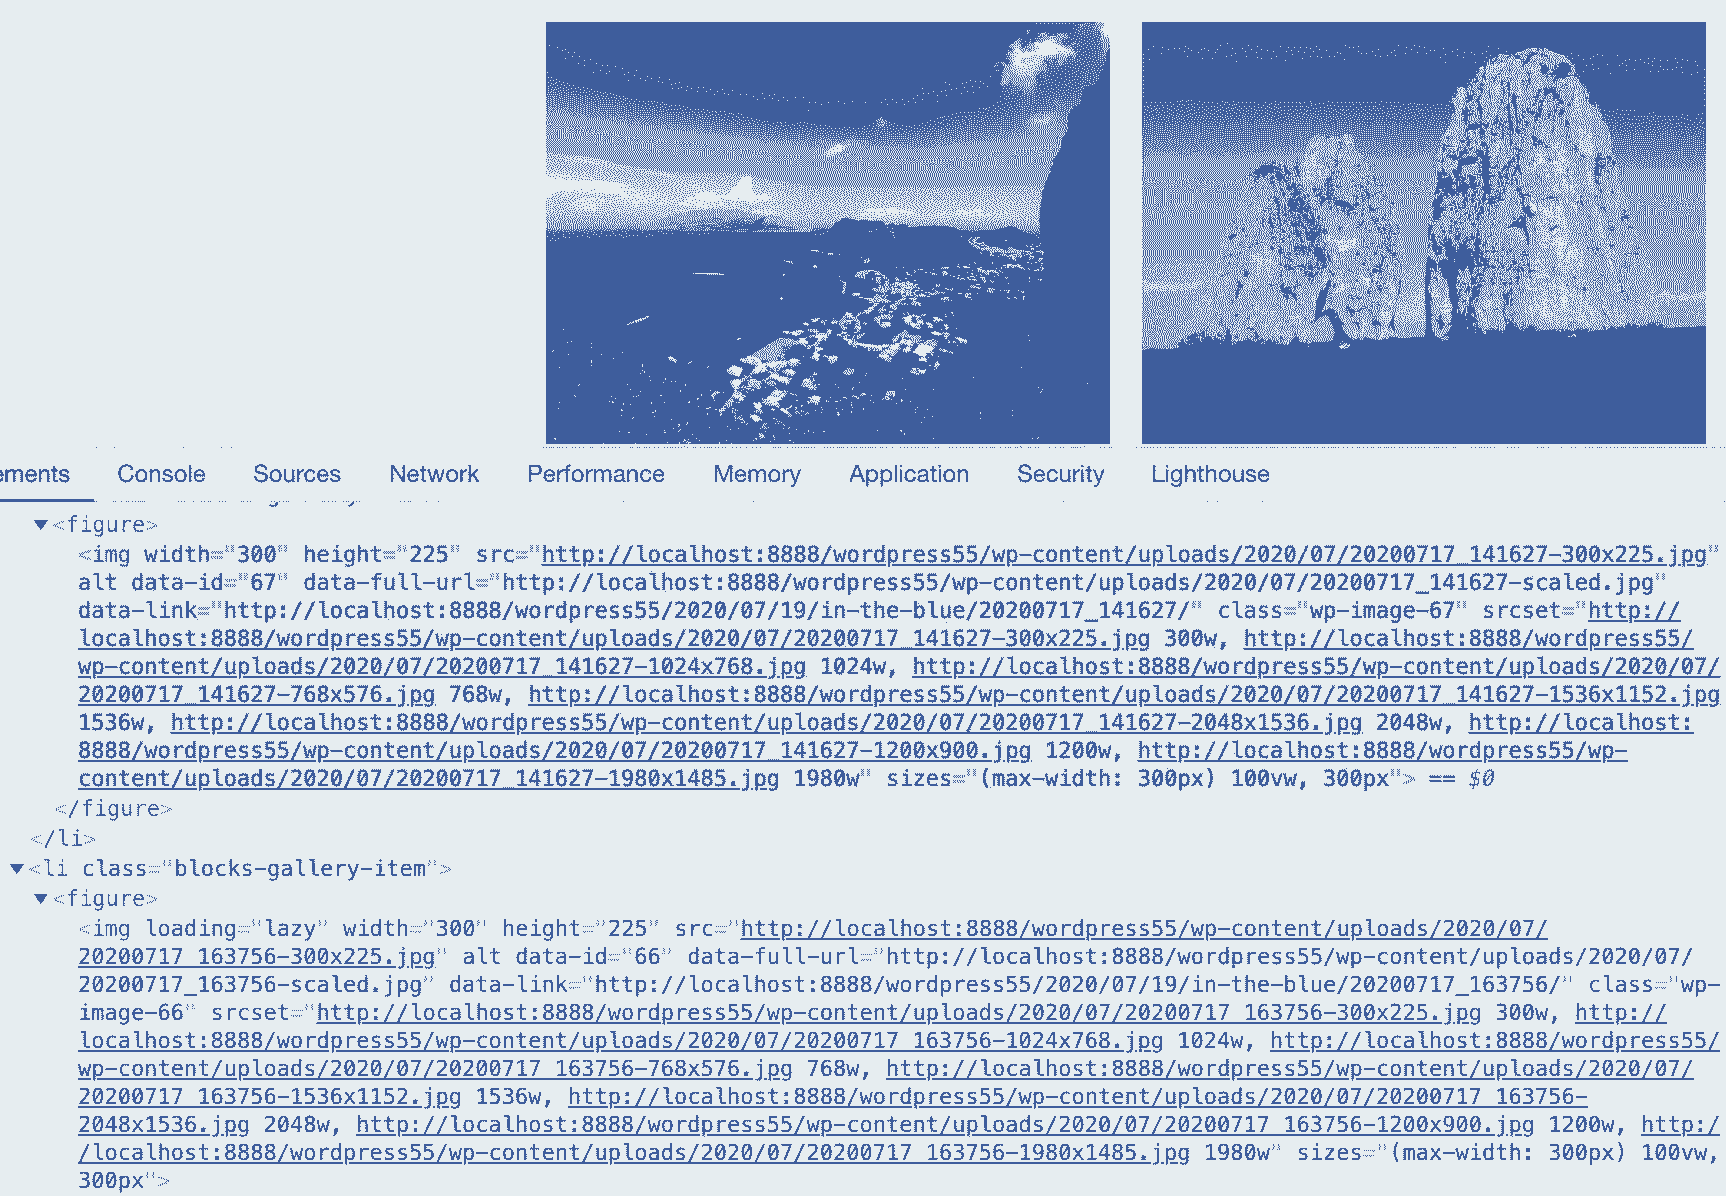 ements Console Sources Network Performance Memory Application Security Lighthouse
▼<figure>
<img width="300" height="225" src="http://localhost:8888/wordpress55/wp-content/uploads/2020/07/20200717_141627-300x225.jpg"
alt data-id="67" data-full-url="http://localhost:8888/wordpress55/wp-content/uploads/2020/07/20200717_141627-scaled.jpg"
data-link="http://localhost:8888/wordpress55/2020/07/19/in-the-blue/20200717_141627/" class="wp-image-67" srcset="http://
localhost:8888/wordpress55/wp-content/uploads/2020/07/20200717_141627-300x225.jpg 300w, http://localhost:8888/wordpress55/
wp-content/uploads/2020/07/20200717_141627-1024x768.jpg 1024w, http://localhost:8888/wordpress55/wp-content/uploads/2020/07/
20200717_141627-768x576.jpg 768w, http://localhost:8888/wordpress55/wp-content/uploads/2020/07/20200717_141627-1536x1152.jpg
1536w, http://localhost:8888/wordpress55/wp-content/uploads/2020/07/20200717_141627-2048x1536.jpg 2048w, http://localhost:
8888/wordpress55/wp-content/uploads/2020/07/20200717_141627-1200x900.jpg 1200w, http://localhost:8888/wordpress55/wp-
content/uploads/2020/07/20200717_141627-1980x1485.jpg 1980w" sizes="(max-width: 300px) 100vw, 300px"> == $0
</figure>
</li>
▼<li class="blocks-gallery-item">
▼<figure>
<img loading="lazy" width="300" height="225" src="http://localhost:8888/wordpress55/wp-content/uploads/2020/07/
20200717_163756-300x225.jpg" alt data-id="66" data-full-url="http://localhost:8888/wordpress55/wp-content/uploads/2020/07/
20200717_163756-scaled.jpg" data-link="http://localhost:8888/wordpress55/2020/07/19/in-the-blue/20200717_163756/" class="wp-
image-66" srcset="http://localhost:8888/wordpress55/wp-content/uploads/2020/07/20200717_163756-300x225.jpg 300w, http://
localhost:8888/wordpress55/wp-content/uploads/2020/07/20200717_163756-1024x768.jpg 1024w, http://localhost:8888/wordpress55/
wp-content/uploads/2020/07/20200717_163756-768x576.jpg 768w, http://localhost:8888/wordpress55/wp-content/uploads/2020/07/
20200717_163756-1536x1152.jpg 1536w, http://localhost:8888/wordpress55/wp-content/uploads/2020/07/20200717_163756-
2048x1536.jpg 2048w, http://localhost:8888/wordpress55/wp-content/uploads/2020/07/20200717_163756-1200x900.jpg 1200w, http:/
/localhost:8888/wordpress55/wp-content/uploads/2020/07/20200717_163756-1980x1485.jpg 1980w" sizes="(max-width: 300px) 100vw,
300px">